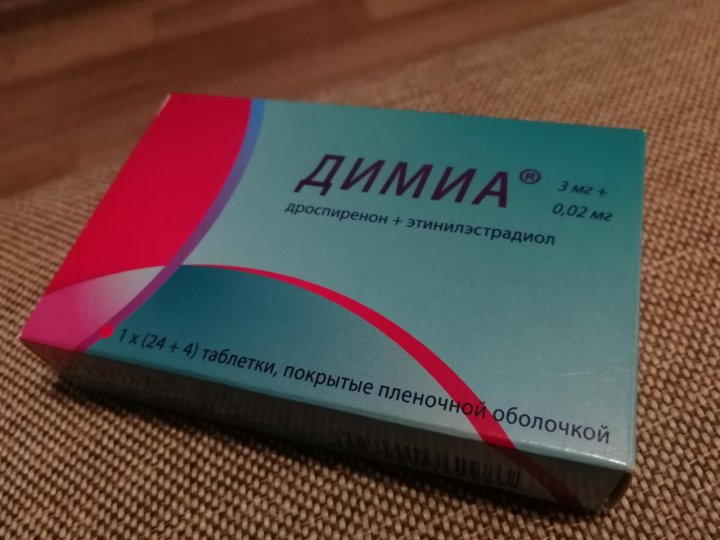 ДИМИА®
3 мг +
0,02 мг
дроспиренон + этинилэстрадиол
1 x (24 + 4) таблетки, покрытые пленочной оболочкой